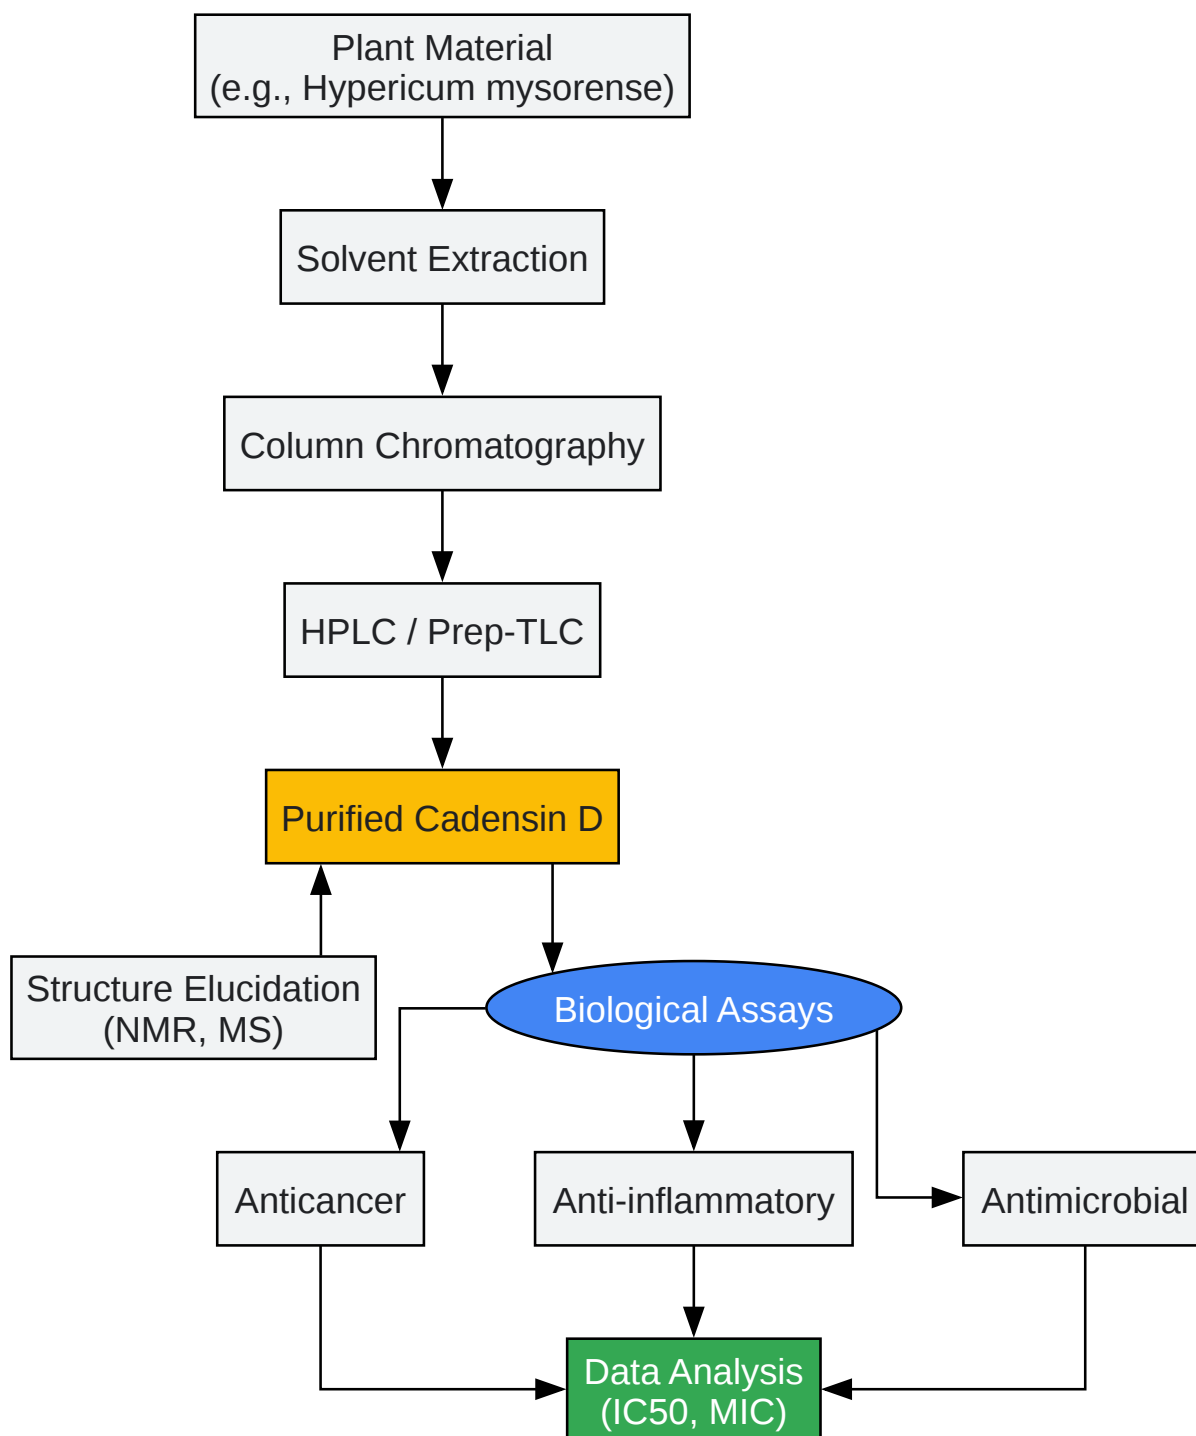 Plant Material
(e.g., Hypericum mysorense)
Solvent Extraction
Column Chromatography
HPLC / Prep-TLC
Purified Cadensin D
Structure Elucidation
(NMR, MS)
Biological Assays
Anticancer
Anti-inflammatory
Antimicrobial
Data Analysis
(IC50, MIC)